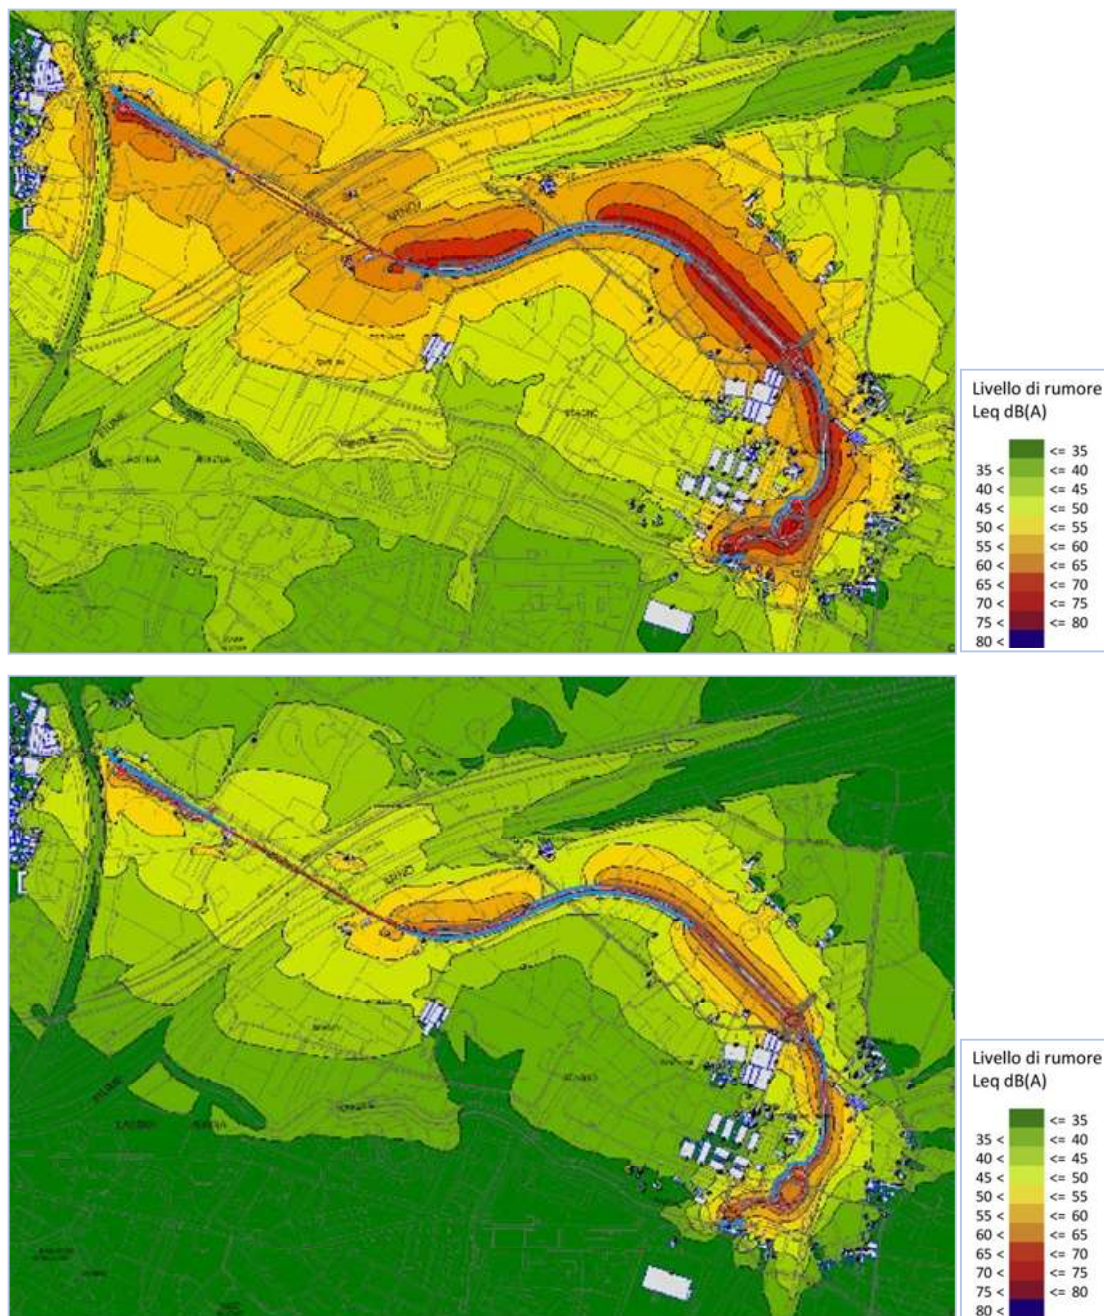 Livello di rumore
Leq dB(A)
<= 35
35 < <= 40
40 < <= 45
45 < <= 50
50 < <= 55
55 < <= 60
60 < <= 65
65 < <= 70
70 < <= 75
75 < <= 80
80 <
Livello di rumore
Leq dB(A)
<= 35
35 < <= 40
40 < <= 45
45 < <= 50
50 < <= 55
55 < <= 60
60 < <= 65
65 < <= 70
70 < <= 75
75 < <= 80
80 <